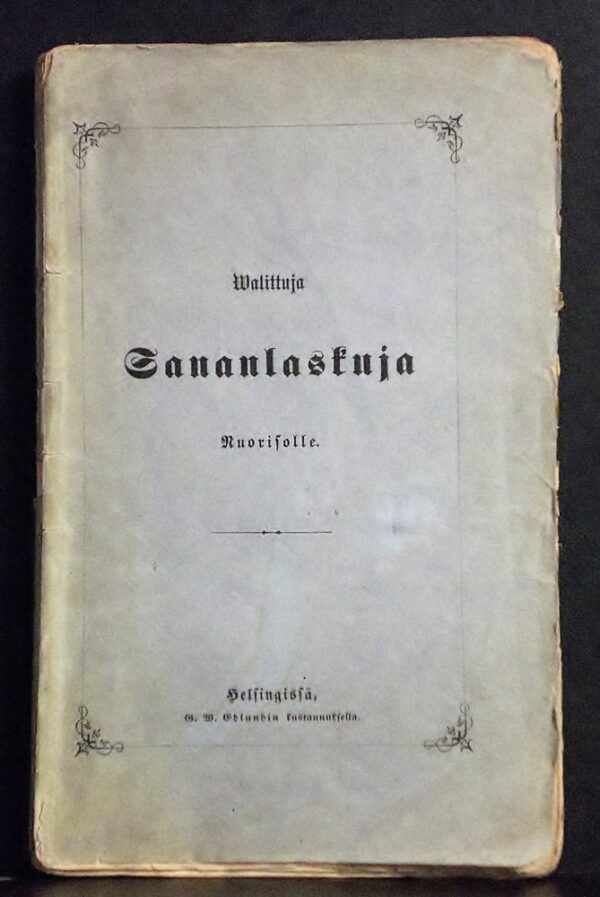 Walittuja
Sananlaskuja
Nuorisolle.
Helsingissä,
G. W. Edlundin kustannuksella.